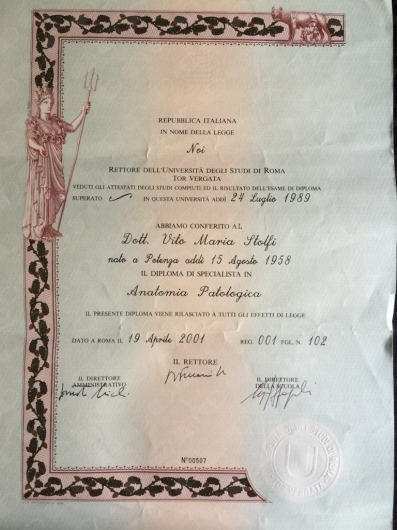 REPUBBLICA ITALIANA
IN NOME DELLA LEGGE
Noi
RETTORE DELL'UNIVERSITÀ DEGLI STUDI DI ROMA
TOR VERGATA
VEDUTI GLI ATTESTATI DEGLI STUDI COMPIUTI ED IL RISULTATO DELL'ESAME DI DIPLOMA
SUPERATO IN QUESTA UNIVERSITÀ ADDÌ 24 Luglio 1989
ABBIAMO CONFERITO AL
Dott. Vito Maria Stolfi
nato a Potenza addì 15 Agosto 1958
IL DIPLOMA DI SPECIALISTA IN
Anatomia Patologica
IL PRESENTE DIPLOMA VIENE RILASCIATO A TUTTI GLI EFFETTI DI LEGGE
DATO A ROMA IL 19 Aprile 2001 REG. 001 FGL. N. 102
IL RETTORE
IL DIRETTORE
AMMINISTRATIVO
IL DIRETTORE
DELLA SCUOLA
N°00507